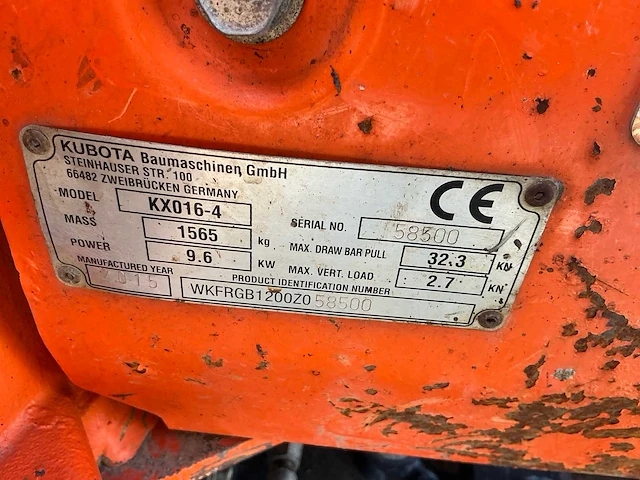 KUBOTA Baumaschinen GmbH
STEINHAUSER STR. 100
66482 ZWEIBRÜCKEN GERMANY
CE
MODEL KX016-4
SERIAL NO. 58500
MASS 1565 kg
MAX. DRAW BAR PULL 32.3 KN
POWER 9.6 KW
MAX. VERT. LOAD 2.7 KN
MANUFACTURED YEAR
PRODUCT IDENTIFICATION NUMBER
WKFRGB1200Z058500